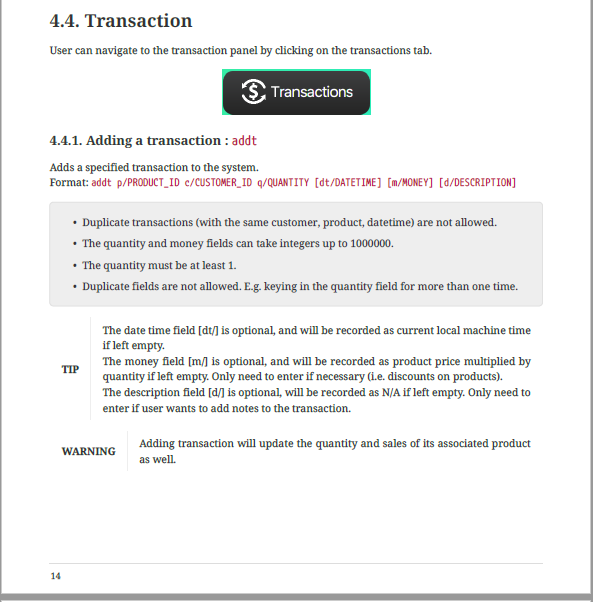 4.4. Transaction
User can navigate to the transaction panel by clicking on the transactions tab.
Transactions
4.4.1. Adding a transaction : addt
Adds a specified transaction to the system.
Format: addt p/PRODUCT_ID c/CUSTOMER_ID q/QUANTITY [dt/DATETIME] [m/MONEY] [d/DESCRIPTION]
• Duplicate transactions (with the same customer, product, datetime) are not allowed.
• The quantity and money fields can take integers up to 1000000.
• The quantity must be at least 1.
• Duplicate fields are not allowed. E.g. keying in the quantity field for more than one time.
TIP
The date time field [dt/] is optional, and will be recorded as current local machine time
if left empty.
The money field [m/] is optional, and will be recorded as product price multiplied by
quantity if left empty. Only need to enter if necessary (i.e. discounts on products).
The description field [d/] is optional, will be recorded as N/A if left empty. Only need to
enter if user wants to add notes to the transaction.
WARNING
Adding transaction will update the quantity and sales of its associated product
as well.
14